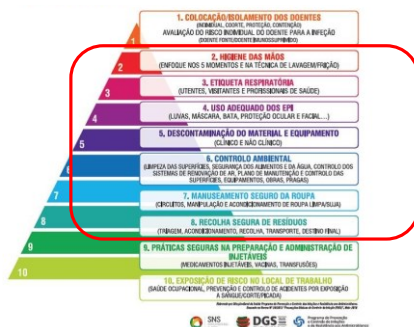 1. COLOCAÇÃO/ISOLAMENTO DOS DOENTES
(INDIVIDUAL, COORTE, PROTEÇÃO, CONTENÇÃO)
AVALIAÇÃO DO RISCO INDIVIDUAL DO DOENTE PARA A INFEÇÃO
(DOENTE FONTE/DOENTE IMUNOSSUPRIMIDO)
1
2. HIGIENE DAS MÃOS
(ENFOQUE NOS 5 MOMENTOS E NA TÉCNICA DE LAVAGEM/FRIÇÃO)
2
3. ETIQUETA RESPIRATÓRIA
(UTENTES, VISITANTES E PROFISSIONAIS DE SAÚDE)
3
4. USO ADEQUADO DOS EPI
(LUVAS, MÁSCARA, BATA, PROTEÇÃO OCULAR E FACIAL...)
4
5. DESCONTAMINAÇÃO DO MATERIAL E EQUIPAMENTO
(CLÍNICO E NÃO CLÍNICO)
5
6. CONTROLO AMBIENTAL
(LIMPEZA DAS SUPERFÍCIES, SEGURANÇA DOS ALIMENTOS E DA ÁGUA, CONTROLO DOS
SISTEMAS DE RENOVAÇÃO DE AR, PLANO DE MANUTENÇÃO E CONTROLO DAS
SUPERFÍCIES, EQUIPAMENTOS, OBRAS, PRAGAS)
6
7. MANUSEAMENTO SEGURO DA ROUPA
(CIRCUITOS, MANIPULAÇÃO E ACONDICIONAMENTO DE ROUPA LIMPA/SUJA)
7
8. RECOLHA SEGURA DE RESÍDUOS
(TRIAGEM, ACONDICIONAMENTO, RECOLHA, TRANSPORTE, DESTINO FINAL)
8
9. PRÁTICAS SEGURAS NA PREPARAÇÃO E ADMINISTRAÇÃO DE
INJETÁVEIS
(MEDICAMENTOS INJETÁVEIS, VACINAS, TRANSFUSÕES)
9
10. EXPOSIÇÃO DE RISCO NO LOCAL DE TRABALHO
(SAÚDE OCUPACIONAL, PREVENÇÃO E CONTROLO DE ACIDENTES POR EXPOSIÇÃO
A SANGUE/CORTE/PICADA)
10
SNS
DGS